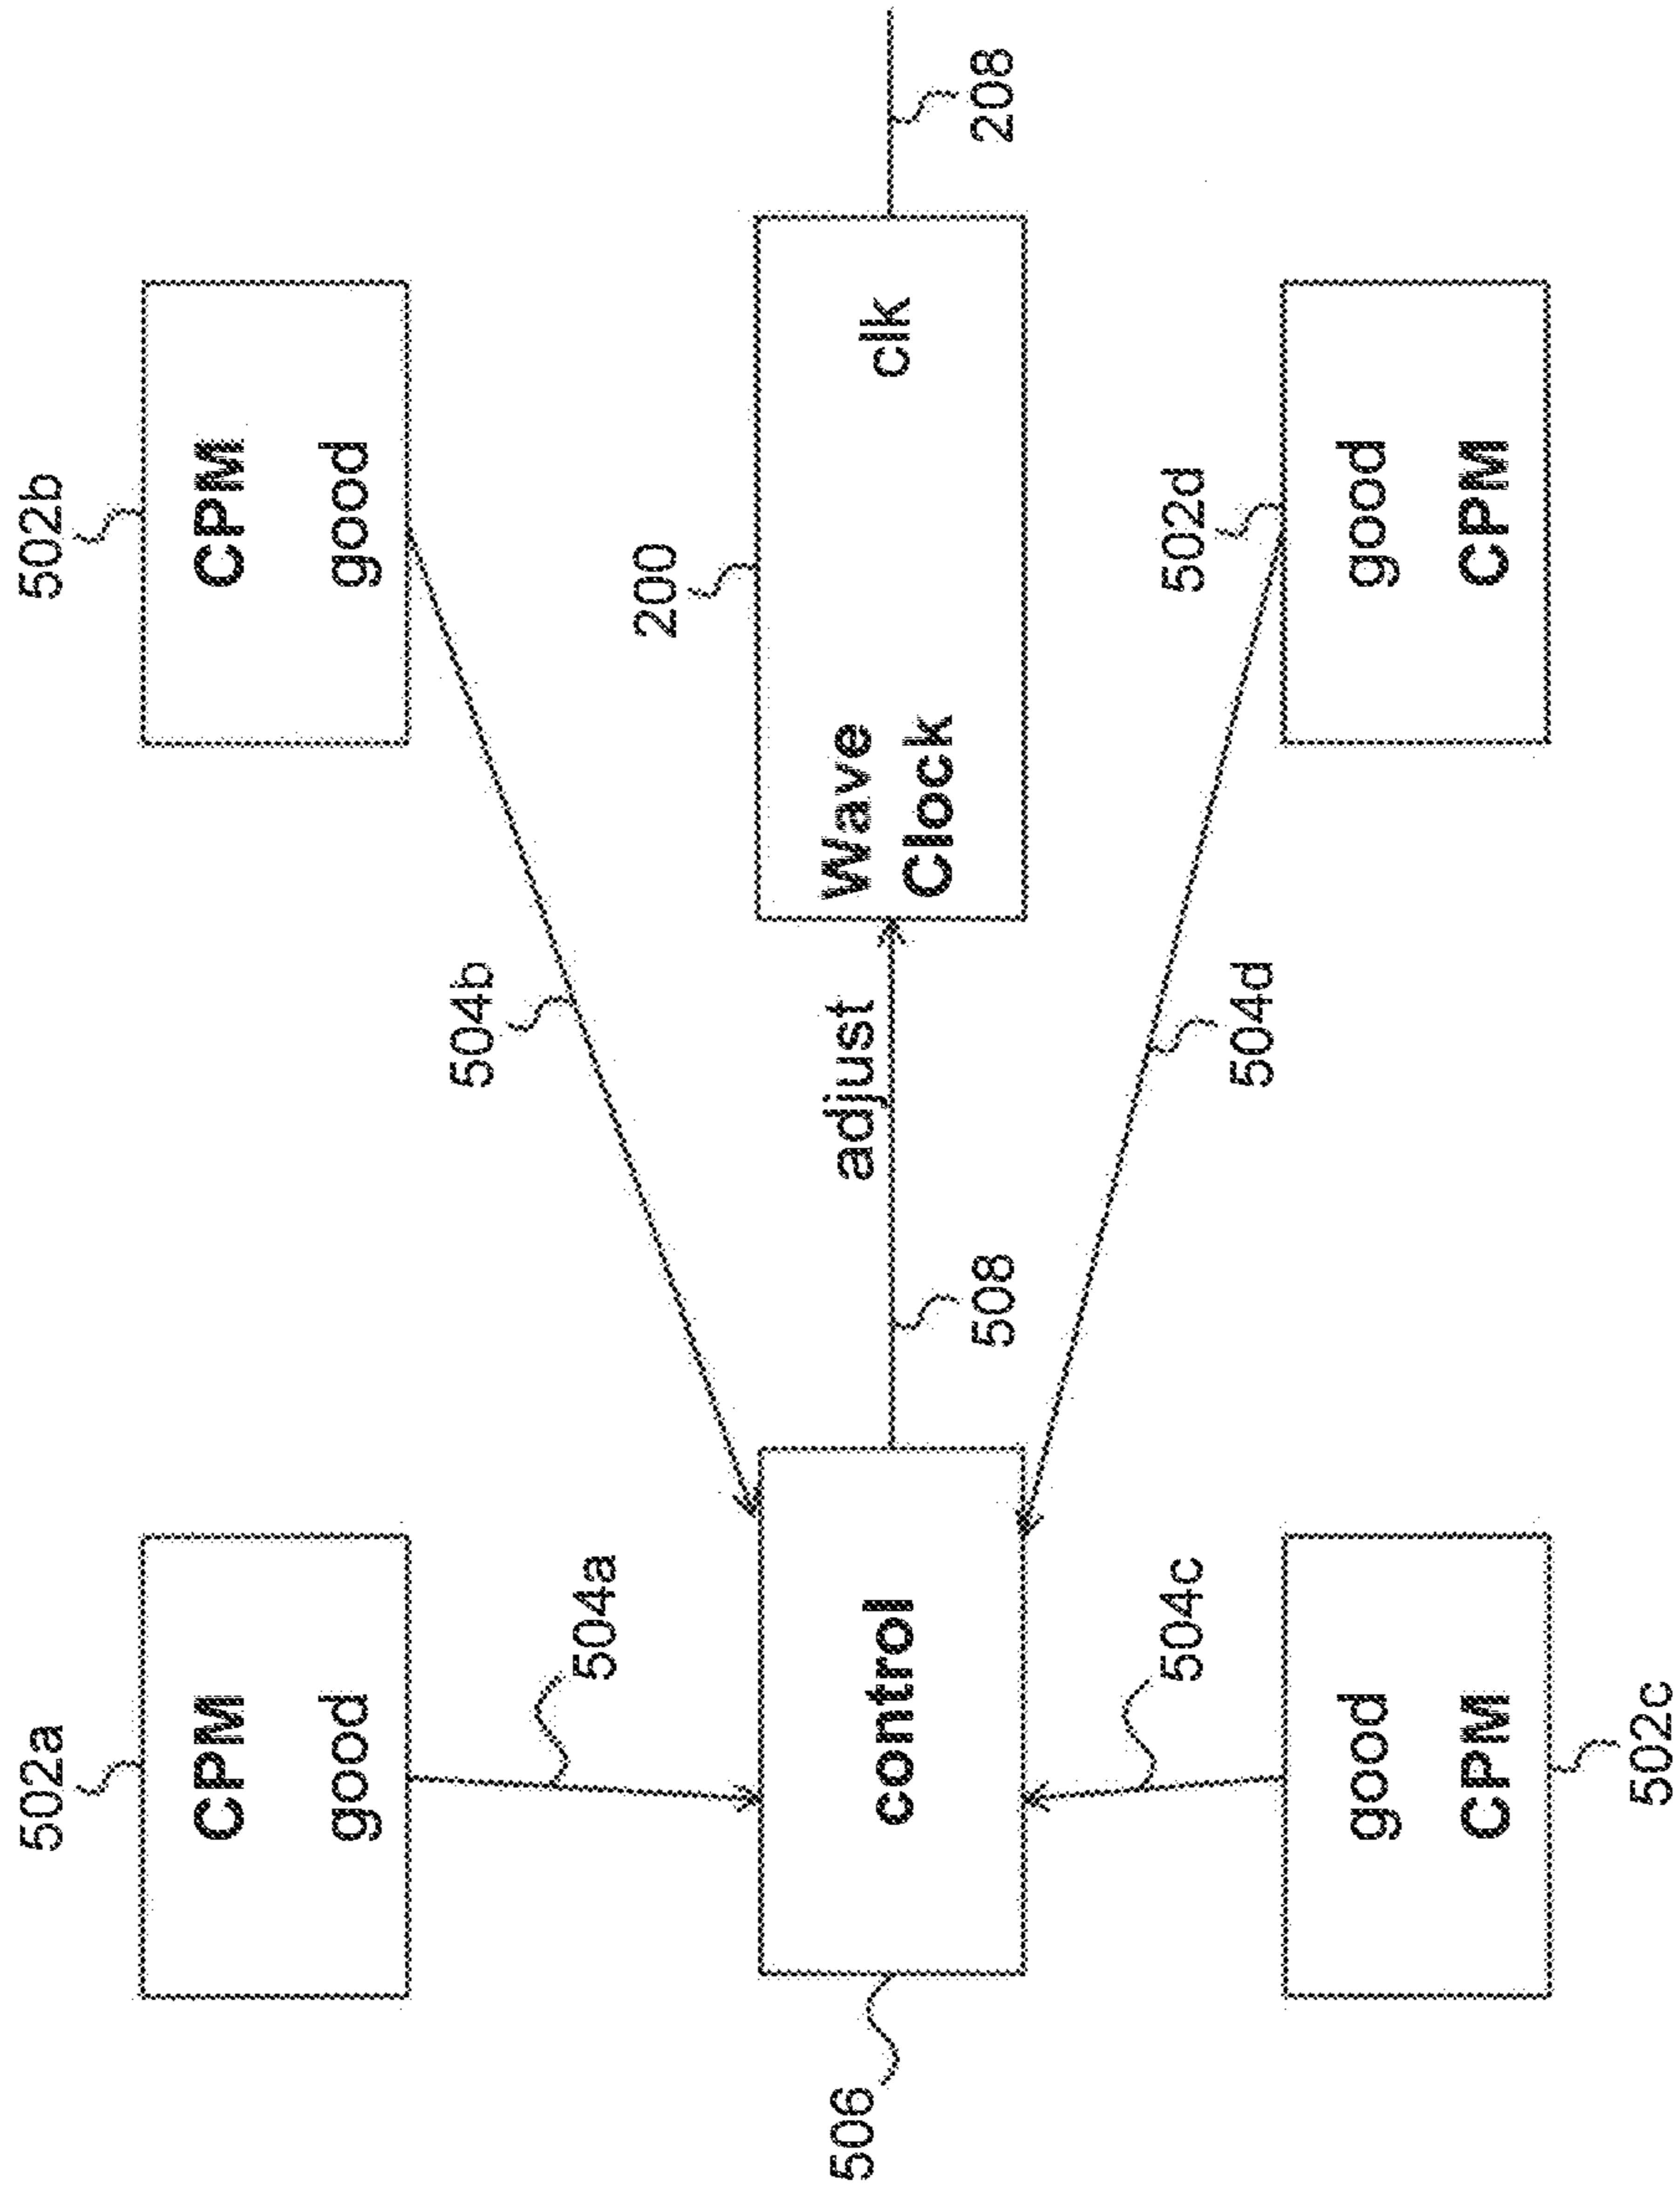 502a
502b
CPM
good
CPM
good
504b
504a
200
506
control
adjust
Wave
Clock
clk
508
208
504c
502d
504d
good
CPM
good
CPM
502c